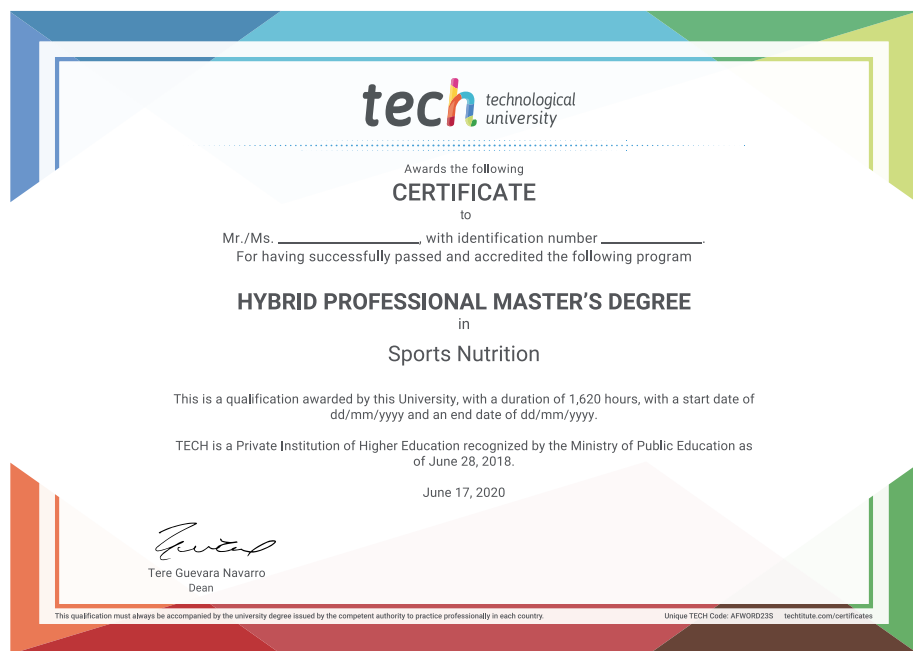 tech technological
university
Awards the following
CERTIFICATE
to
Mr./Ms. ____________________, with identification number ______________.
For having successfully passed and accredited the following program
HYBRID PROFESSIONAL MASTER'S DEGREE
in
Sports Nutrition
This is a qualification awarded by this University, with a duration of 1,620 hours, with a start date of
dd/mm/yyyy and an end date of dd/mm/yyyy.
TECH is a Private Institution of Higher Education recognized by the Ministry of Public Education as
of June 28, 2018.
June 17, 2020
Tere Guevara Navarro
Dean
This qualification must always be accompanied by the university degree issued by the competent authority to practice professionally in each country.
Unique TECH Code: AFWORD23S techtitute.com/certificates